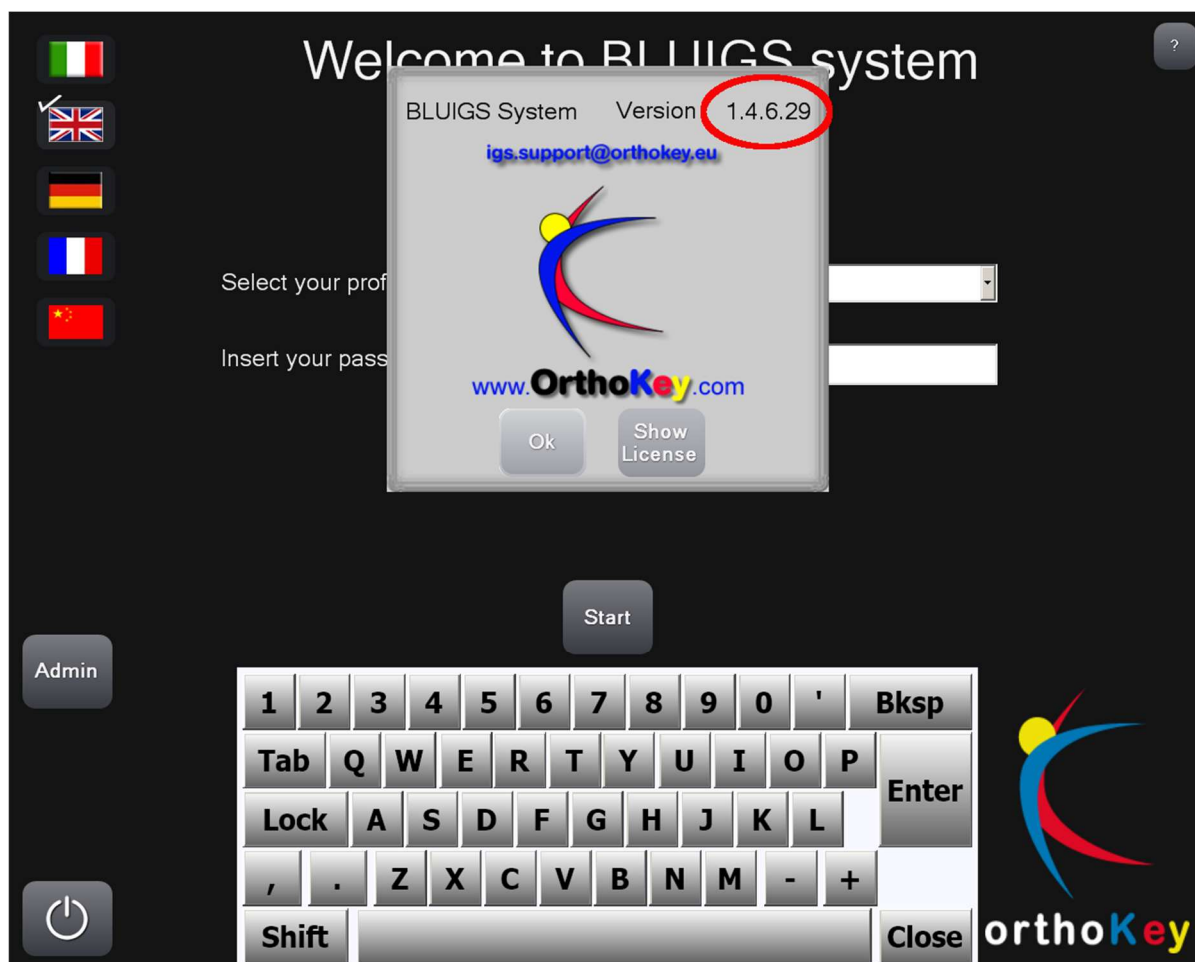 Welcome to BLUIGS system
?
BLUIGS System Version 1.4.6.29
igs.support@orthokey.eu
Select your prof
Insert your pass
www.OrthoKey.com
Ok
Show
License
Start
Admin
1 2 3 4 5 6 7 8 9 0 ' Bksp
Tab Q W E R T Y U I O P
Enter
Lock A S D F G H J K L
, . Z X C V B N M - +
Shift Close
orthoKey